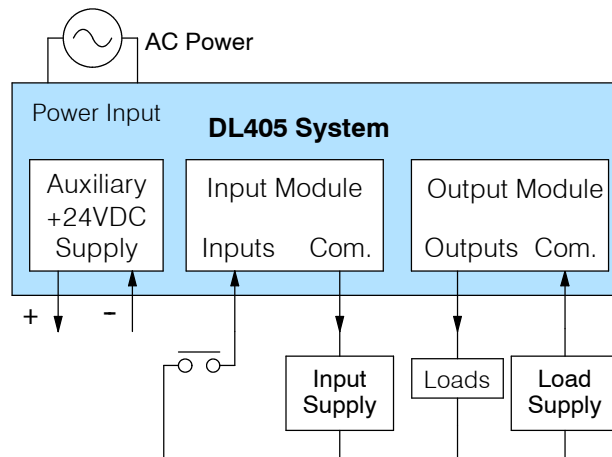 AC Power
Power Input
DL405 System
Auxiliary
+24VDC
Supply
Input Module
Inputs Com.
Output Module
Outputs Com.
+ -
Input
Supply
Loads
Load
Supply